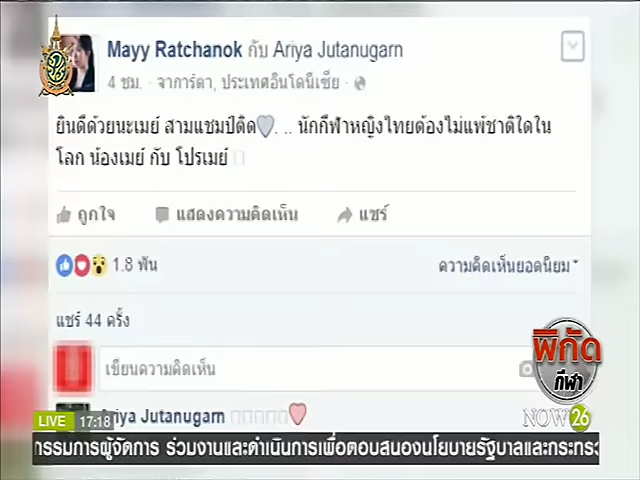 Mayy Ratchanok กับ Ariya Jutanugarn
4 ชม. · จาการ์ตา, ประเทศอินโดนีเซีย ·
ยินดีด้วยนะเมย์ สามแชมป์ติด🤍. .. นักกีฬาหญิงไทยต้องไม่แพ้ชาติใดใน
โลก น้องเมย์ กับ โปรเมย์
ถูกใจ แสดงความคิดเห็น แชร์
1.8 พัน ความคิดเห็นยอดนิยม
แชร์ 44 ครั้ง
เขียนความคิดเห็น
Ariya Jutanugarn
พิกัด
กีฬา
NOW26
LIVE 17:18
กรรมการผู้จัดการ ร่วมงานและดำเนินการเพื่อตอบสนองนโยบายรัฐบาลและกระทรว